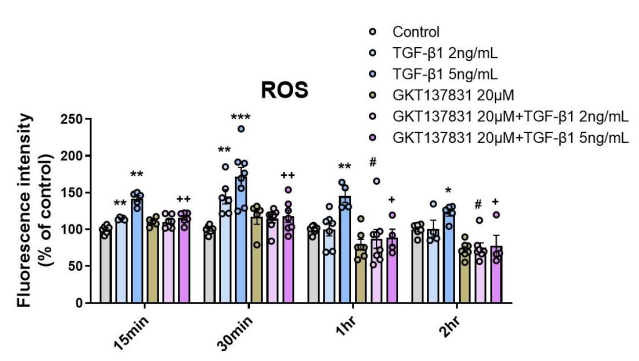 Control
TGF-β1 2ng/mL
TGF-β1 5ng/mL
GKT137831 20μM
GKT137831 20μM+TGF-β1 2ng/mL
GKT137831 20μM+TGF-β1 5ng/mL
ROS
Fluorescence intensity
(% of control)
250
200
150
100
50
0
** ** ++
** *** ++
** # +
* # +
15min
30min
1hr
2hr